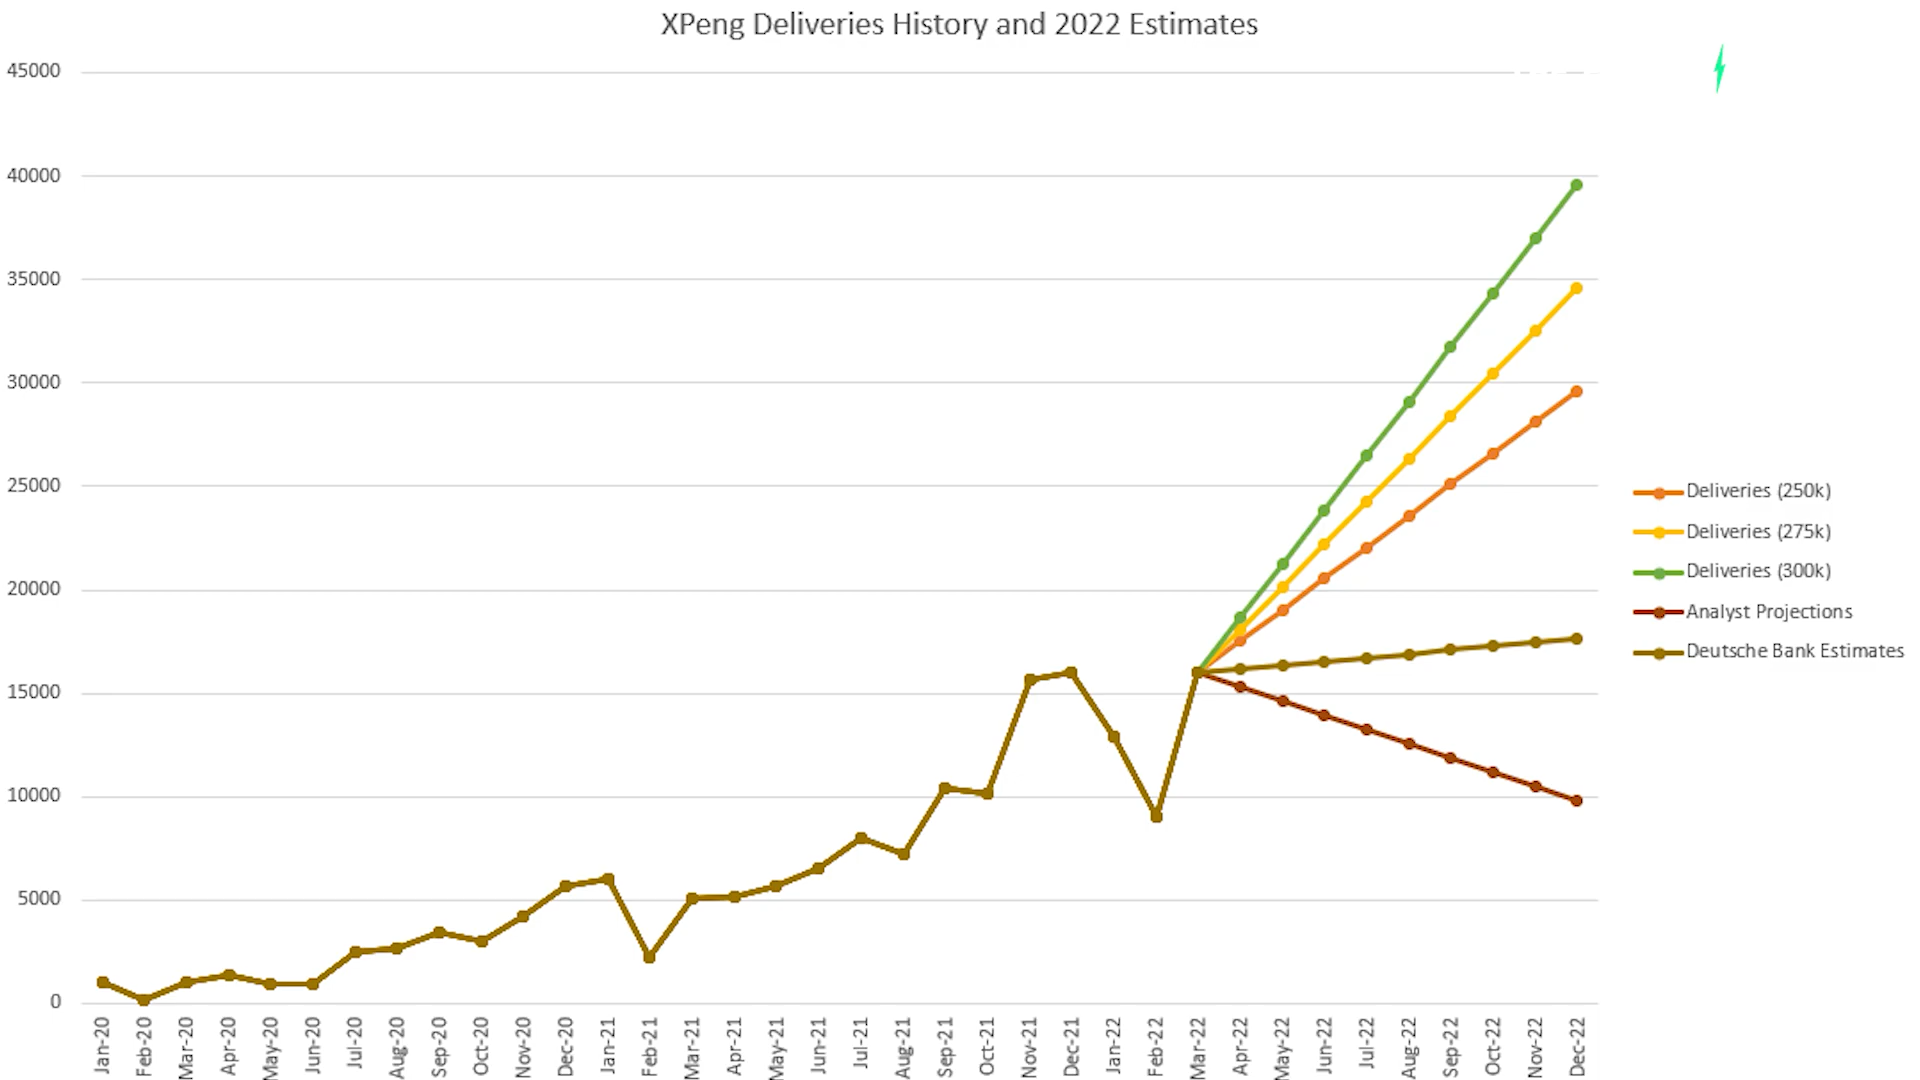 XPeng Deliveries History and 2022 Estimates
45000
40000
35000
30000
25000
20000
15000
10000
5000
0
Jan-20
Feb-20
Mar-20
Apr-20
May-20
Jun-20
Jul-20
Aug-20
Sep-20
Oct-20
Nov-20
Dec-20
Jan-21
Feb-21
Mar-21
Apr-21
May-21
Jun-21
Jul-21
Aug-21
Sep-21
Oct-21
Nov-21
Dec-21
Jan-22
Feb-22
Mar-22
Apr-22
May-22
Jun-22
Jul-22
Aug-22
Sep-22
Oct-22
Nov-22
Dec-22
Deliveries (250k)
Deliveries (275k)
Deliveries (300k)
Analyst Projections
Deutsche Bank Estimates